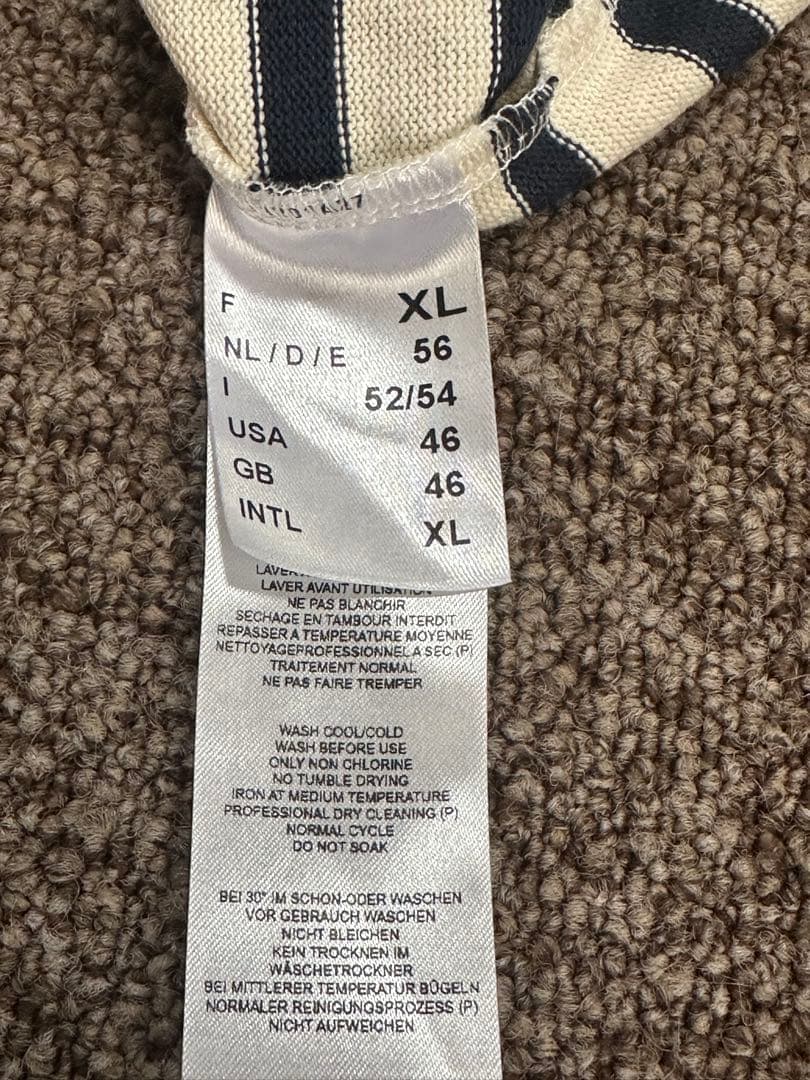 F XL
NL / D / E 56
I 52/54
USA 46
GB 46
INTL XL
LAVER AVANT UTILISATION
NE PAS BLANCHIR
SECHAGE EN TAMBOUR INTERDIT
REPASSER A TEMPERATURE MOYENNE
NETTOYAGEPROFESSIONNEL A SEC (P)
TRAITEMENT NORMAL
NE PAS FAIRE TREMPER
WASH COOL/COLD
WASH BEFORE USE
ONLY NON CHLORINE
NO TUMBLE DRYING
IRON AT MEDIUM TEMPERATURE
PROFESSIONAL DRY CLEANING (P)
NORMAL CYCLE
DO NOT SOAK
BEI 30° IM SCHON-ODER WASCHEN
VOR GEBRAUCH WASCHEN
NICHT BLEICHEN
KEIN TROCKNEN IM
WÄSCHETROCKNER
BEI MITTLERER TEMPERATUR BÜGELN
NORMALER REINIGUNGSPROZESS (P)
NICHT AUFWEICHEN